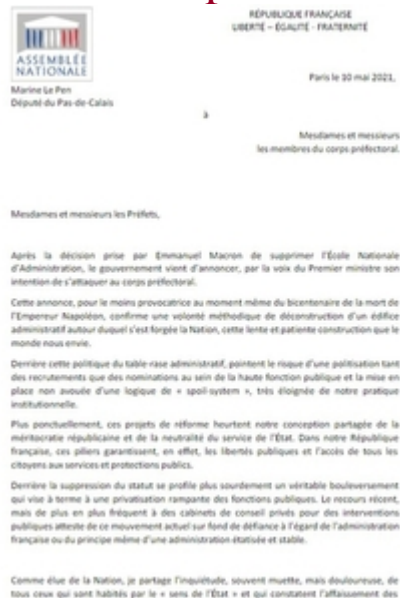 RÉPUBLIQUE FRANÇAISE
LIBERTÉ – ÉGALITÉ - FRATERNITÉ
ASSEMBLÉE
NATIONALE
Paris le 10 mai 2021,
Marine Le Pen
Député du Pas-de-Calais
à
Mesdames et messieurs
les membres du corps préfectoral.
Mesdames et messieurs les Préfets,
Après la décision prise par Emmanuel Macron de supprimer l'École Nationale
d'Administration, le gouvernement vient d'annoncer, par la voix du Premier ministre son
intention de s'attaquer au corps préfectoral.
Cette annonce, pour le moins provocatrice au moment même du bicentenaire de la mort de
l'Empereur Napoléon, confirme une volonté méthodique de déconstruction d'un édifice
administratif autour duquel s'est forgée la Nation, cette lente et patiente construction que le
monde nous envie.
Derrière cette politique du table-rase administratif, pointent le risque d'une politisation tant
des recrutements que des nominations au sein de la haute fonction publique et la mise en
place non avouée d'une logique de « spoil-system », très éloignée de notre pratique
institutionnelle.
Plus ponctuellement, ces projets de réforme heurtent notre conception partagée de la
méritocratie républicaine et de la neutralité du service de l'État. Dans notre République
française, ces piliers garantissent, en effet, les libertés publiques et l'accès de tous les
citoyens aux services et protections publics.
Derrière la suppression du statut se profile plus sourdement un véritable bouleversement
qui vise à terme à une privatisation rampante des fonctions publiques. Le recours récent,
mais de plus en plus fréquent à des cabinets de conseil privés pour des interventions
publiques atteste de ce mouvement actuel sur fond de défiance à l'égard de l'administration
française ou du principe même d'une administration étatisée et stable.
Comme élue de la Nation, je partage l'inquiétude, souvent muette, mais douloureuse, de
tous ceux qui sont habités par le « sens de l'État » et qui constatent l'affaissement des